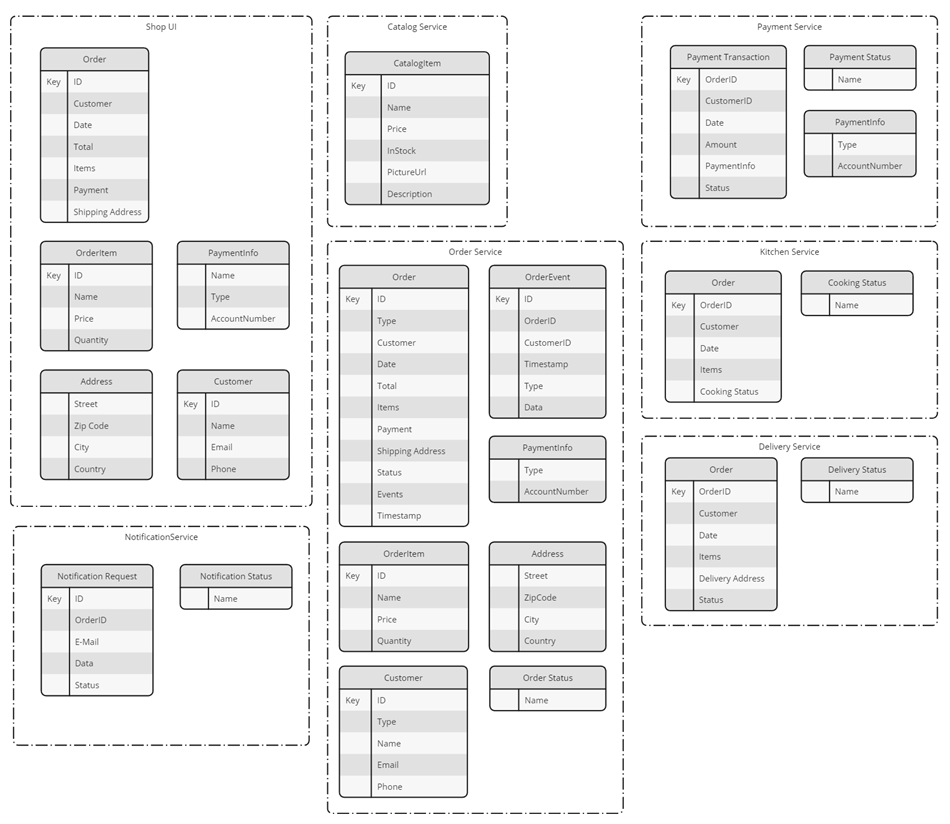 Shop UI
Order
Key ID
Customer
Date
Total
Items
Payment
Shipping Address
OrderItem
Key ID
Name
Price
Quantity
PaymentInfo
Name
Type
AccountNumber
Address
Street
Zip Code
City
Country
Customer
Key ID
Name
Email
Phone
NotificationService
Notification Request
Key ID
OrderID
E-Mail
Data
Status
Notification Status
Name
Catalog Service
CatalogItem
Key ID
Name
Price
InStock
PictureUrl
Description
Order Service
Order
Key ID
Type
Customer
Date
Total
Items
Payment
Shipping Address
Status
Events
Timestamp
OrderEvent
Key ID
OrderID
CustomerID
Timestamp
Type
Data
PaymentInfo
Type
AccountNumber
OrderItem
Key ID
Name
Price
Quantity
Address
Street
ZipCode
City
Country
Customer
Key ID
Type
Name
Email
Phone
Order Status
Name
Payment Service
Payment Transaction
Key OrderID
CustomerID
Date
Amount
PaymentInfo
Status
Payment Status
Name
PaymentInfo
Type
AccountNumber
Kitchen Service
Order
Key OrderID
Customer
Date
Items
Cooking Status
Cooking Status
Name
Delivery Service
Order
Key OrderID
Customer
Date
Items
Delivery Address
Status
Delivery Status
Name